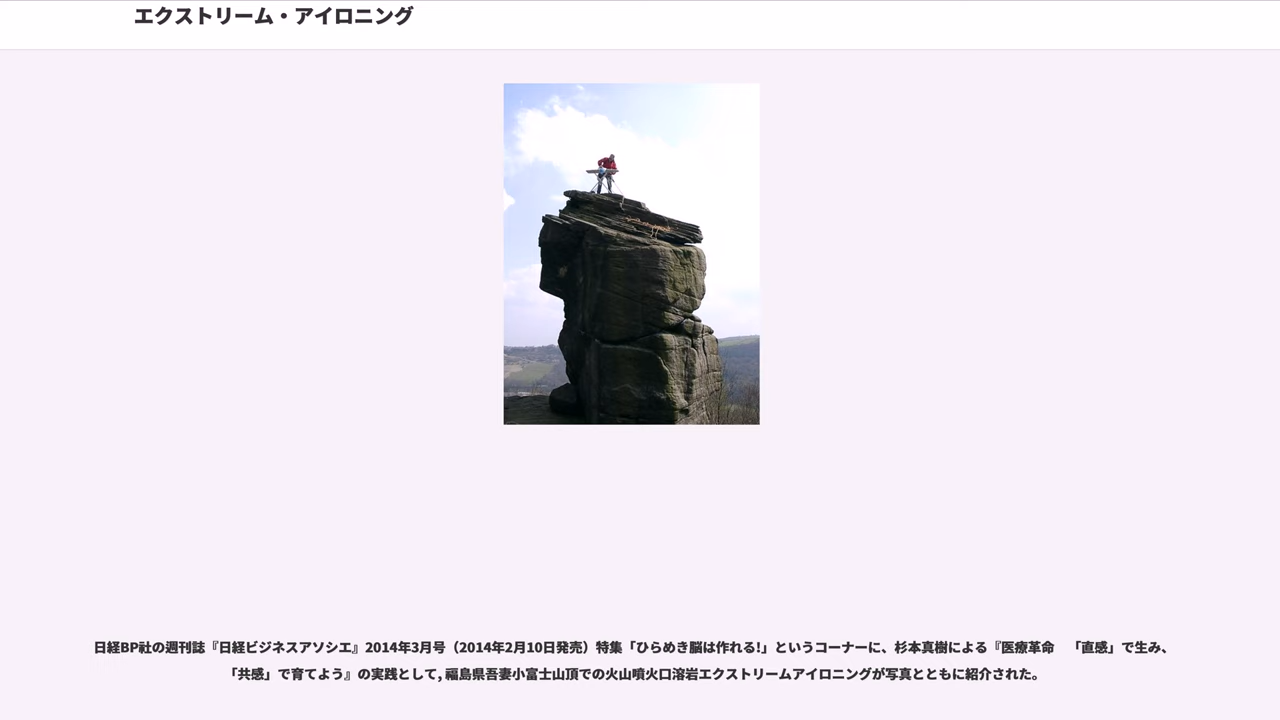 エクストリーム・アイロニング
日経BP社の週刊誌『日経ビジネスアソシエ』2014年3月号（2014年2月10日発売）特集「ひらめき脳は作れる!」というコーナーに、杉本真樹による『医療革命　「直感」で生み、
「共感」で育てよう』の実践として, 福島県吾妻小富士山頂での火山噴火口溶岩エクストリームアイロニングが写真とともに紹介された。